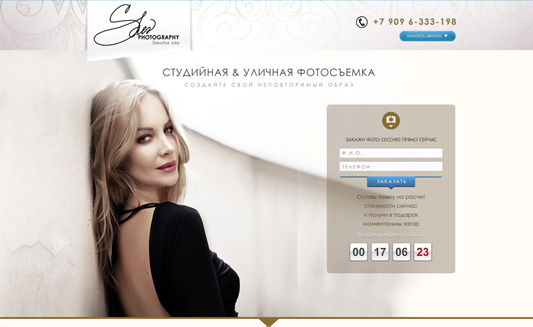 Shev
PHOTOGRAPHY
Shevchuk Julia
+7 909 6-333-198
ЗАКАЗАТЬ ЗВОНОК
СТУДИЙНАЯ & УЛИЧНАЯ ФОТОСЪЕМКА
СОЗДАЙТЕ СВОЙ НЕПОВТОРИМЫЙ ОБРАЗ
ЗАКАЖИ ФОТО СЕССИЮ ПРЯМО СЕЙЧАС
Ф.И.О.
ТЕЛЕФОН
ЗАКАЗАТЬ
Оставь заявку на расчет
стоимости сейчас
и получи в подарок
моментальный загар
00 17 06 23